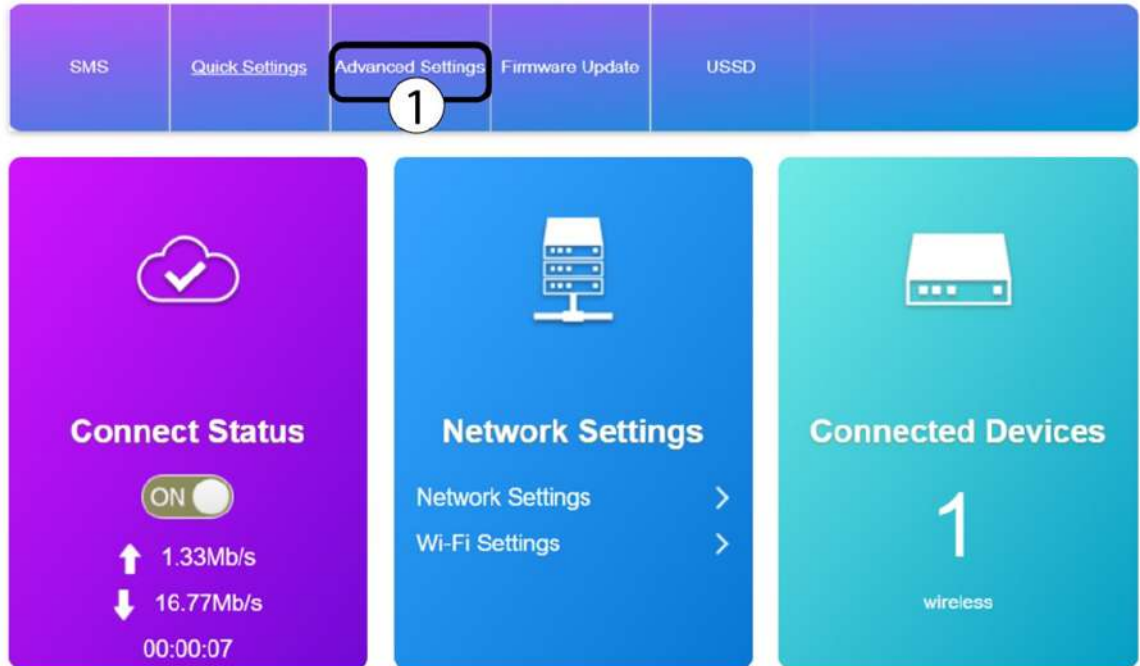 SMS
Quick Settings
Advanced Settings
Firmware Update
USSD
1
Connect Status
ON
1.33Mb/s
16.77Mb/s
00:00:07
Network Settings
Network Settings
Wi-Fi Settings
Connected Devices
1
wireless